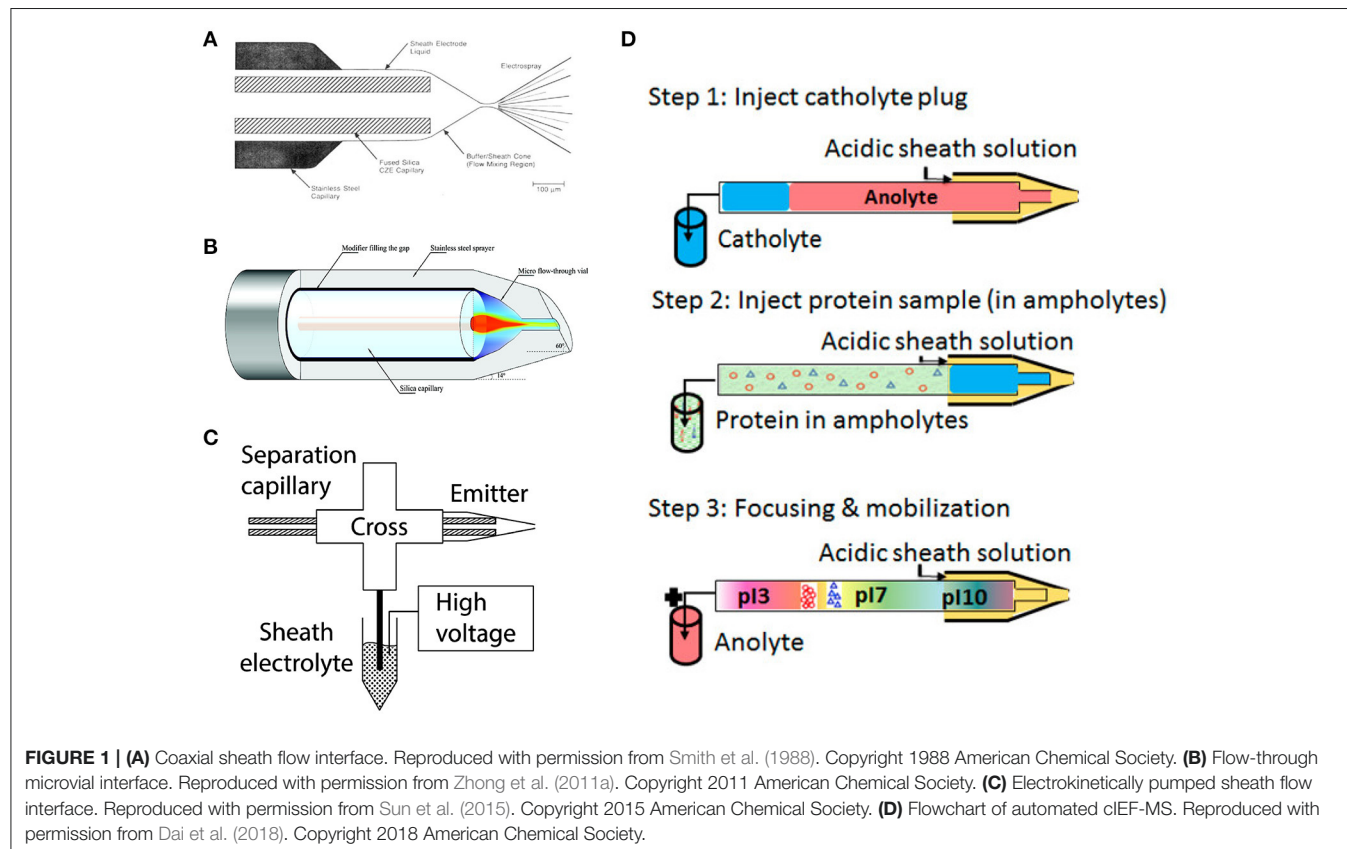 (A)
Sheath Electrode
Liquid
Electrospray
Fused Silica
CZE Capillary
Buffer/Sheath Cone
(Flow Mixing Region)
Stainless Steel
Capillary
100 μm
(B)
Modifier filling the gap
Stainless steel sprayer
Micro flow-through vial
60°
14°
Silica capillary
(C)
Separation
capillary
Emitter
Cross
High
voltage
Sheath
electrolyte
(D)
Step 1: Inject catholyte plug
Acidic sheath solution
Anolyte
Catholyte
Step 2: Inject protein sample (in ampholytes)
Acidic sheath solution
Protein in ampholytes
Step 3: Focusing & mobilization
Acidic sheath solution
pI3
pI7
pI10
Anolyte
FIGURE 1 | (A) Coaxial sheath flow interface. Reproduced with permission from Smith et al. (1988). Copyright 1988 American Chemical Society. (B) Flow-through
microvial interface. Reproduced with permission from Zhong et al. (2011a). Copyright 2011 American Chemical Society. (C) Electrokinetically pumped sheath flow
interface. Reproduced with permission from Sun et al. (2015). Copyright 2015 American Chemical Society. (D) Flowchart of automated cIEF-MS. Reproduced with
permission from Dai et al. (2018). Copyright 2018 American Chemical Society.